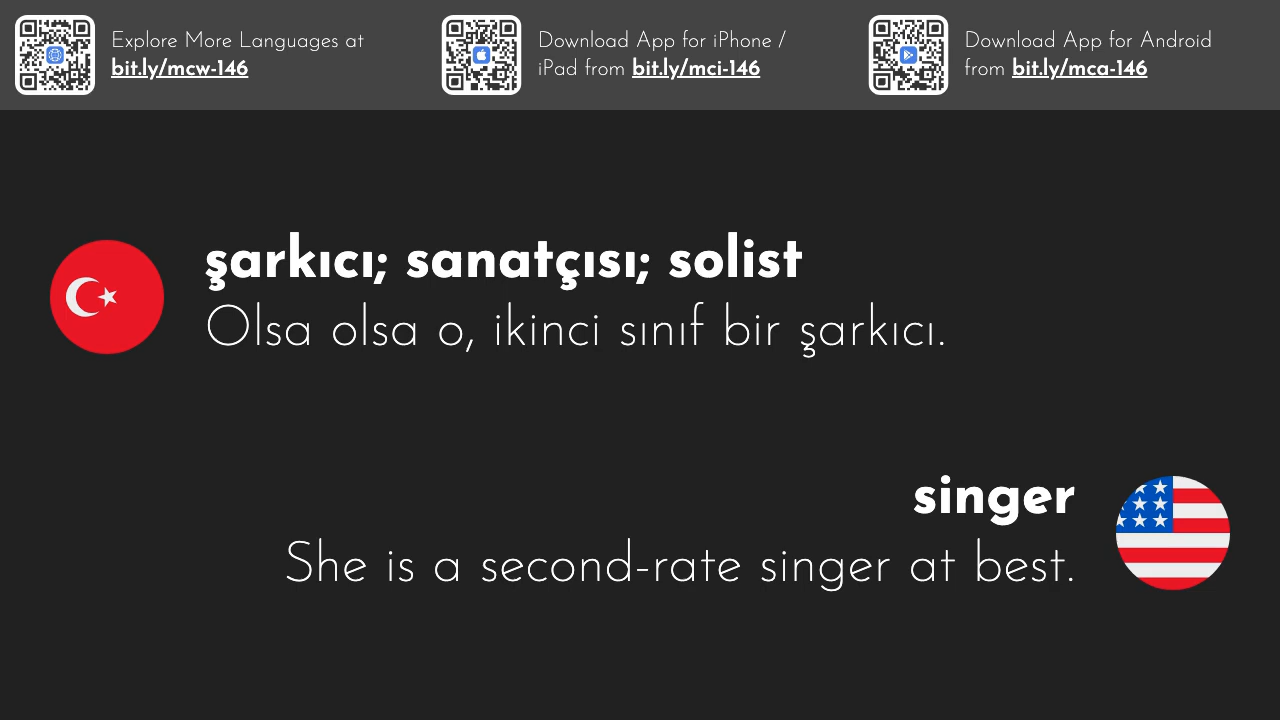 Explore More Languages at
bit.ly/mcw-146
Download App for iPhone /
iPad from bit.ly/mci-146
Download App for Android
from bit.ly/mca-146
şarkıcı; sanatçısı; solist
Olsa olsa o, ikinci sınıf bir şarkıcı.
singer
She is a second-rate singer at best.